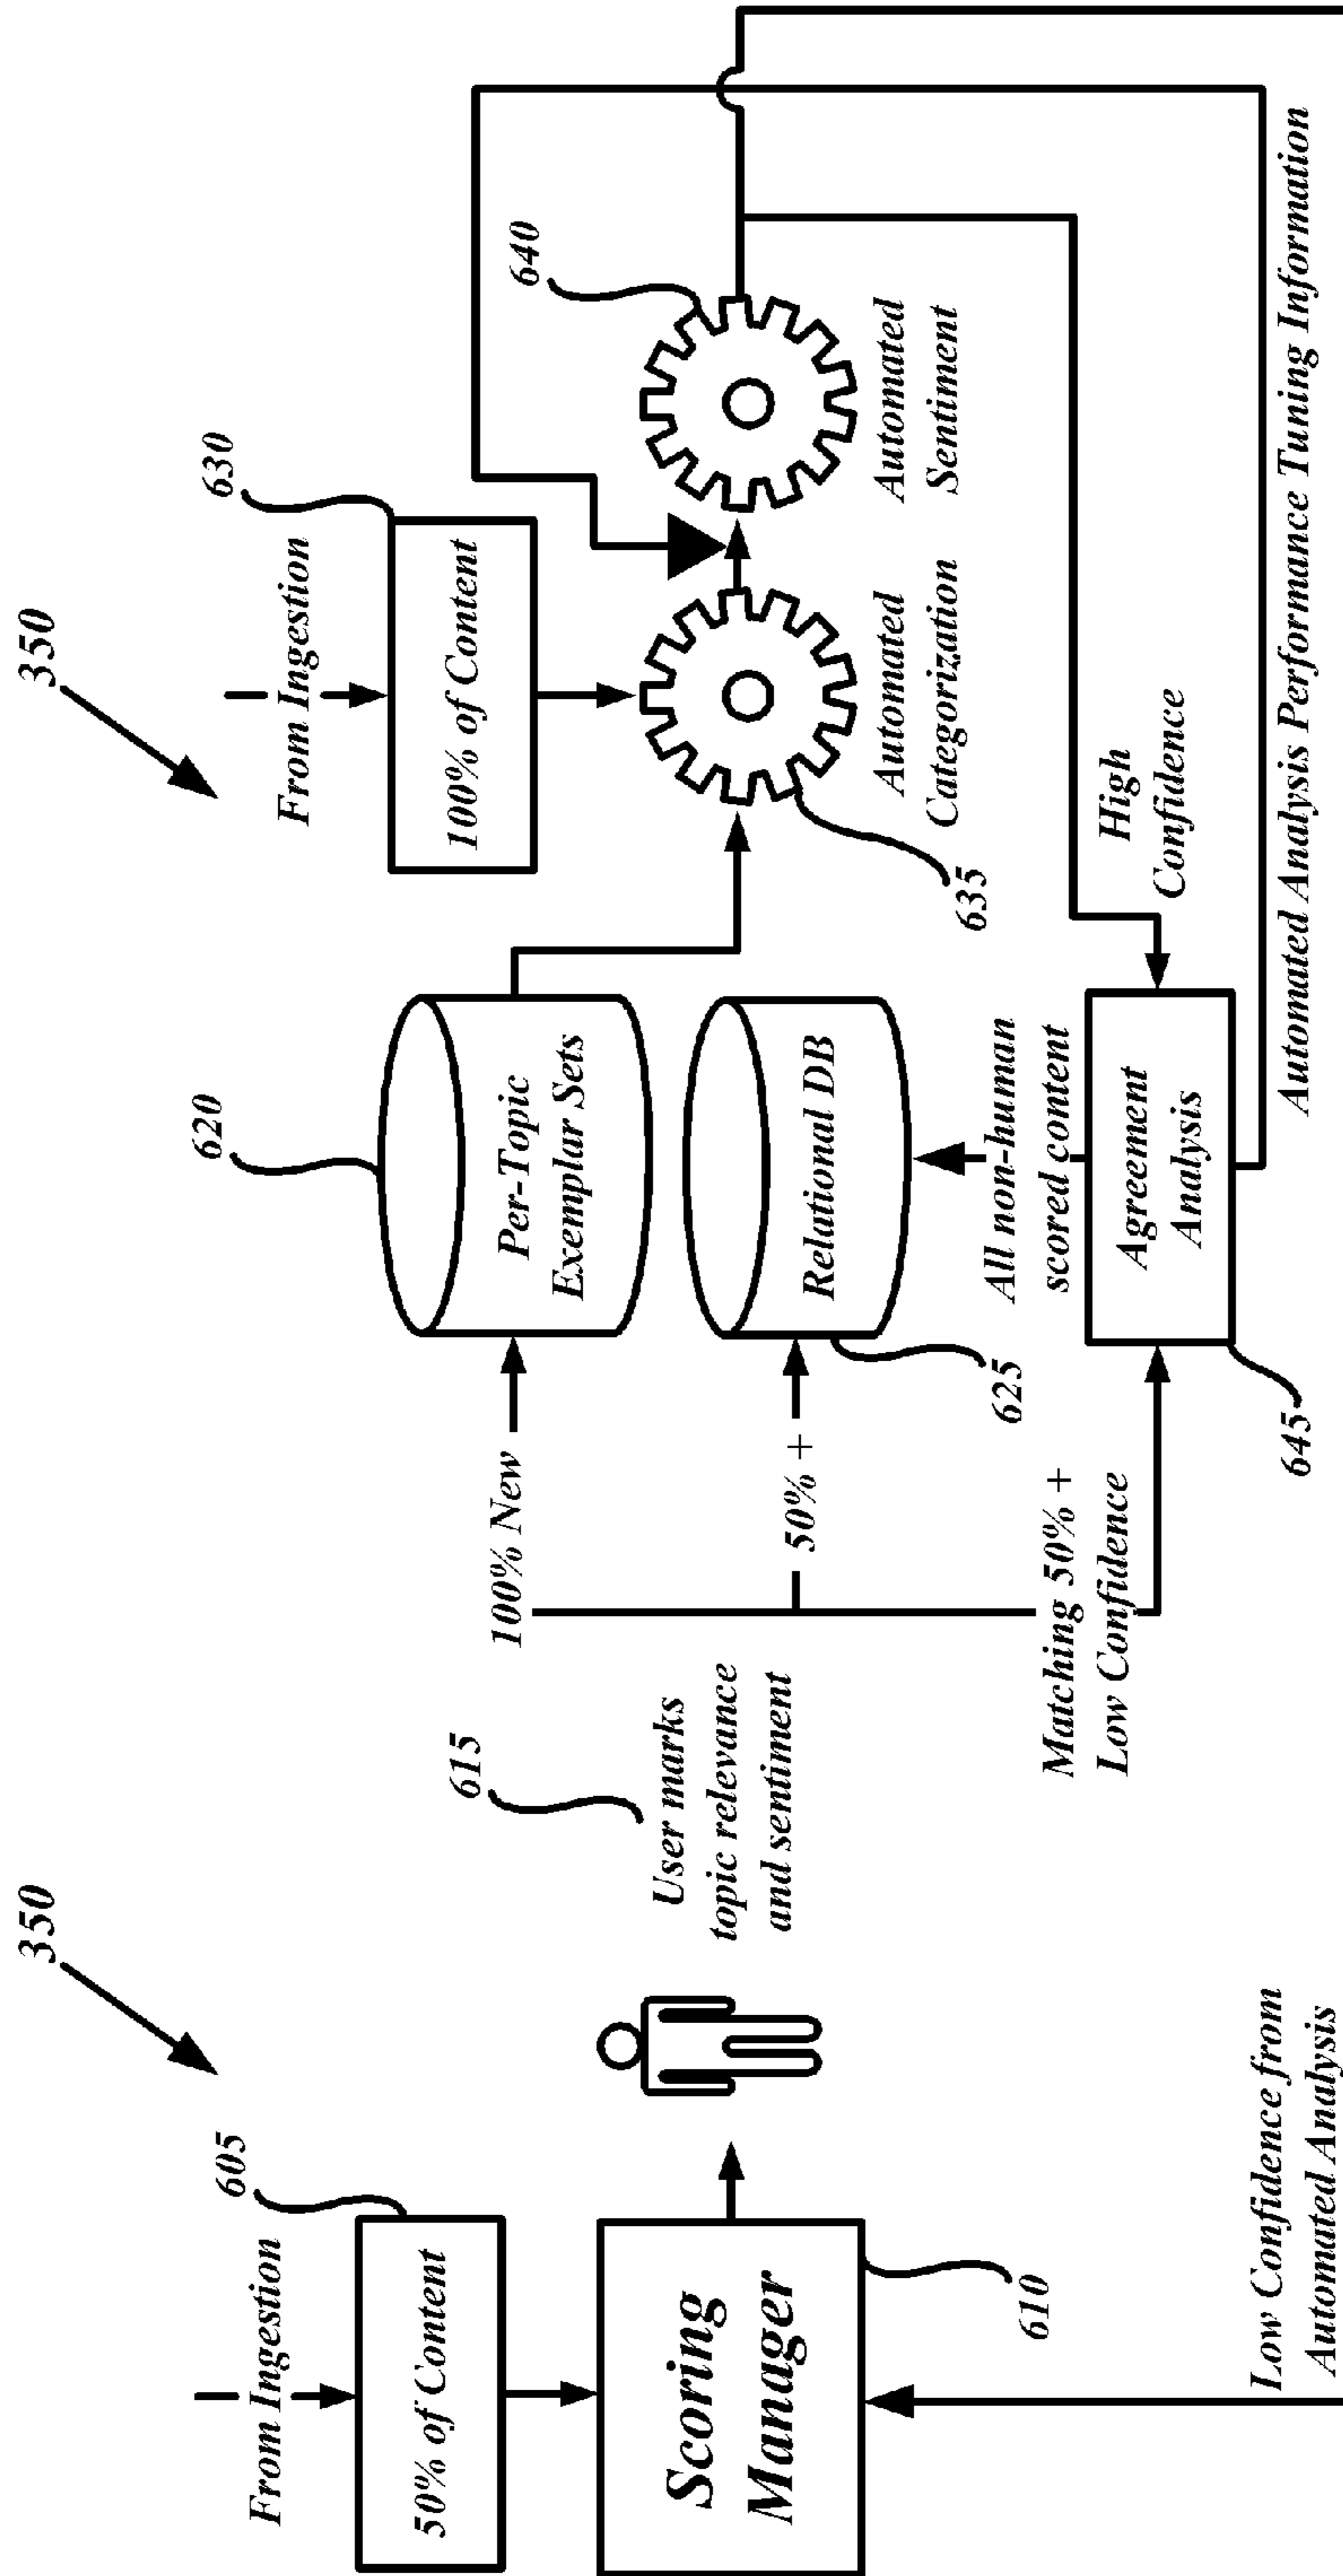 350
From Ingestion
605
50% of Content
Scoring
Manager
610
Low Confidence from
Automated Analysis
615
User marks
topic relevance
and sentiment
100% New
50% +
Matching 50% +
Low Confidence
620
Per-Topic
Exemplar Sets
Relational DB
625
All non-human
scored content
Agreement
Analysis
645
350
From Ingestion
630
100% of Content
635
Automated
Categorization
640
Automated
Sentiment
High
Confidence
Automated Analysis Performance Tuning Information